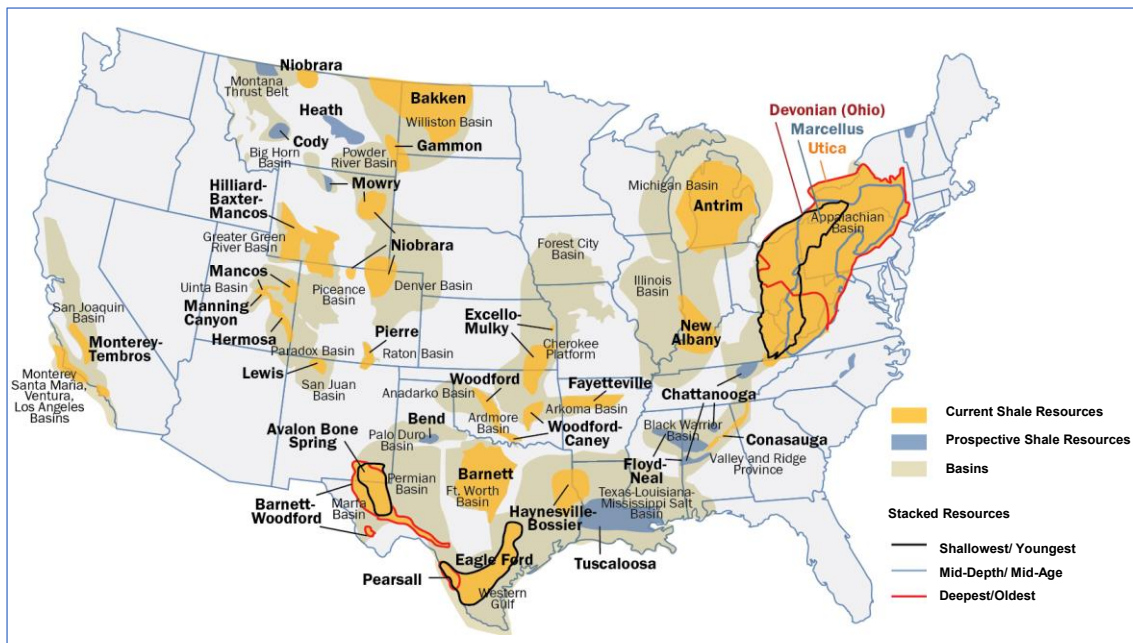 Niobrara
Montana
Thrust Belt
Heath
Bakken
Williston Basin
Cody
Big Horn
Basin
Powder
River Basin
Gammon
Mowry
Hilliard-
Baxter-
Mancos
Greater Green
River Basin
Niobrara
Mancos
Uinta Basin
Piceance
Basin
Denver Basin
Manning
Canyon
Hermosa
Paradox Basin
Pierre
Raton Basin
Lewis
San Juan
Basin
San Joaquin
Basin
Monterey-
Tembros
Monterey
Santa Maria,
Ventura,
Los Angeles
Basins
Forest City
Basin
Excello-
Mulky
Cherokee
Platform
Woodford
Anadarko Basin
Ardmore
Basin
Fayetteville
Arkoma Basin
Woodford-
Caney
Michigan Basin
Antrim
Illinois
Basin
New
Albany
Devonian (Ohio)
Marcellus
Utica
Appalachian
Basin
Chattanooga
Black Warrior
Basin
Conasauga
Valley and Ridge
Province
Floyd-
Neal
Bend
Palo Duro Basin
Avalon Bone
Spring
Permian
Basin
Barnett-
Woodford
Marfa
Basin
Barnett
Ft. Worth
Basin
Haynesville-
Bossier
Texas-Louisiana-
Mississippi Salt
Basin
Tuscaloosa
Eagle Ford
Pearsall
Western
Gulf
Current Shale Resources
Prospective Shale Resources
Basins
Stacked Resources
Shallowest/ Youngest
Mid-Depth/ Mid-Age
Deepest/Oldest